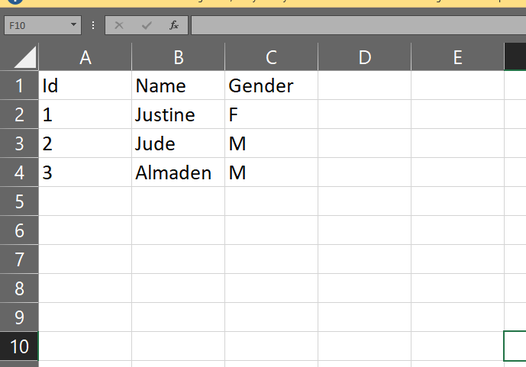 F10 fx
A B C D E
1 Id Name Gender
2 1 Justine F
3 2 Jude M
4 3 Almaden M
5
6
7
8
9
10